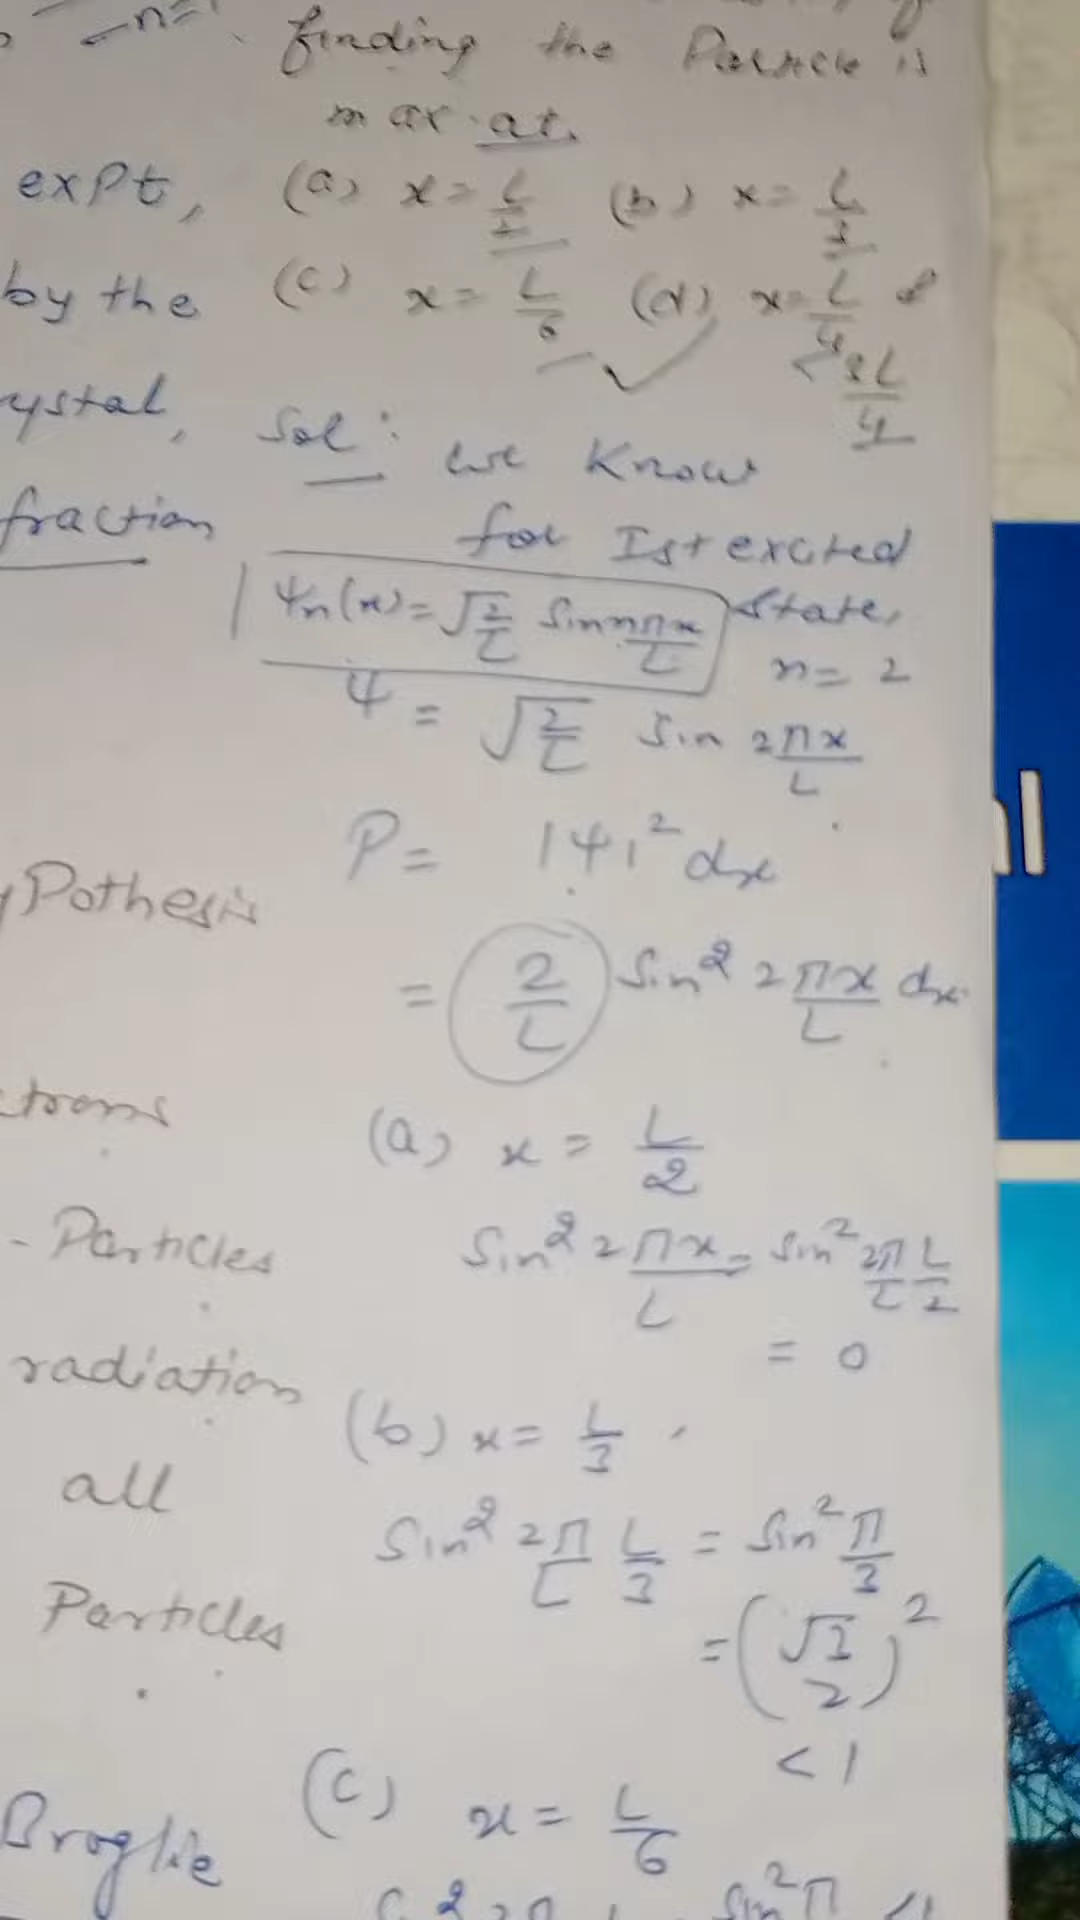 n=1
finding the Particle is
max. at.
expt,
(a) x = L/2 (b) x = L/3
by the
(c) x = L/6 (d) x = L/4 & 3L/4
ystal,
Sol: we know
fraction
for Ist excited
ψn(x) = √2/L Sin nπx/L state,
n = 2
ψ = √2/L Sin 2πx/L
P = |ψ|² dx
yPothesis
= 2/L Sin² 2πx/L dx.
ctrons
(a) x = L/2
- Particles
Sin² 2πx/L = Sin² 2π/L L/2
= 0
radiation
(b) x = L/3
all
Sin² 2π/L L/3 = Sin² π/3
Particles
= (√3/2)²
< 1
(c) x = L/6
Broglie